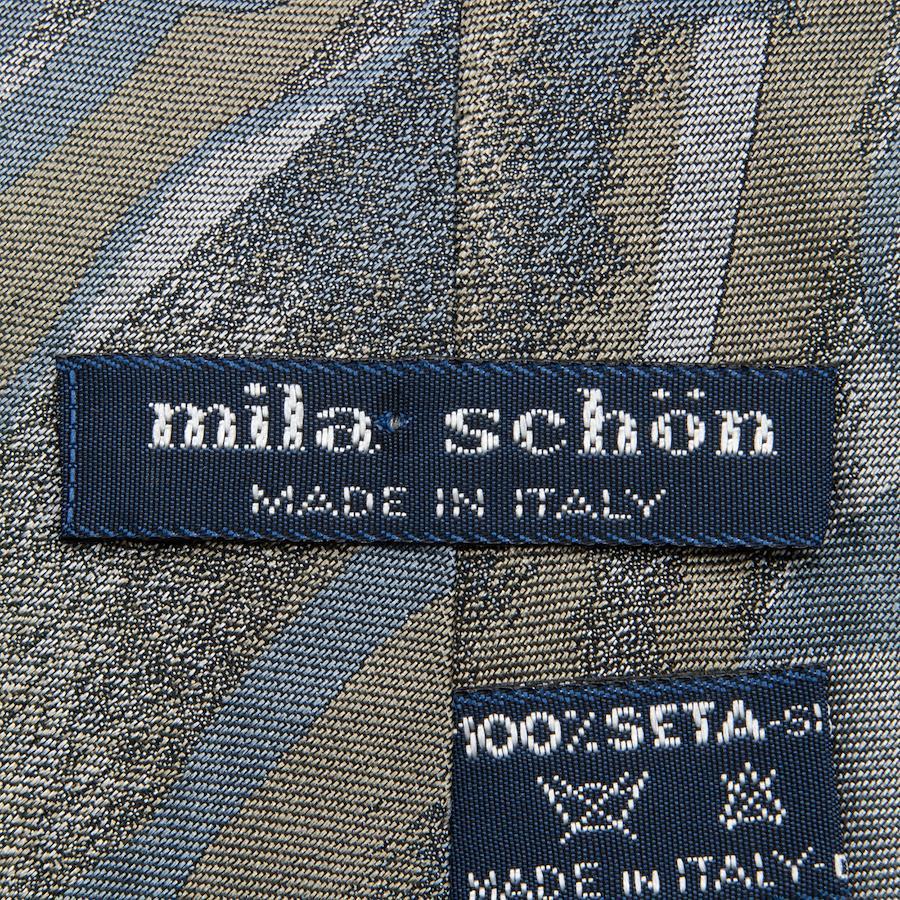 mila schön
MADE IN ITALY
100% SETA-
MADE IN ITALY-